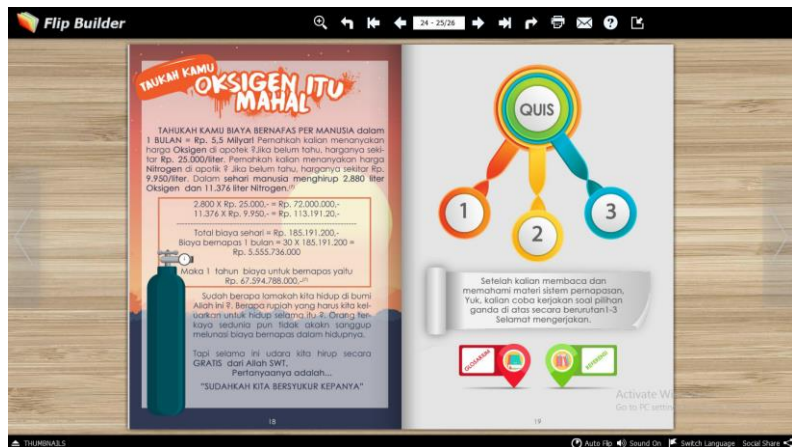 Flip Builder
24 - 25/26
TAUKAH KAMU
OKSIGEN ITU
MAHAL
TAHUKAH KAMU BIAYA BERNAFAS PER MANUSIA dalam
1 BULAN = Rp. 5,5 Milyar! Pernahkah kalian menanyakan
harga Oksigen di apotek ?Jika belum tahu, harganya seki-
tar Rp. 25.000/liter. Pernahkah kalian menanyakan harga
Nitrogen di apotik ? Jika belum tahu, harganya sekitar Rp.
9.950/liter. Dalam sehari manusia menghirup 2.880 liter
Oksigen dan 11.376 liter Nitrogen.
2.800 X Rp. 25.000,- = Rp. 72.000.000,-
11.376 X Rp. 9.950,- = Rp. 113.191.20,-
Total biaya sehari = Rp. 185.191.200,-
Biaya bernapas 1 bulan = 30 X 185.191.200 =
Rp. 5.555.736.000
Maka 1 tahun biaya untuk bernapas yaitu
Rp. 67.594.788.000,-
Sudah berapa lamakah kita hidup di bumi
Allah ini ?. Berapa rupiah yang harus kita kel-
uarkan untuk hidup selama itu ?. Orang ter-
kaya sedunia pun tidak akakn sanggup
melunasi biaya bernapas dalam hidupnya.
Tapi selama ini udara kita hirup secara
GRATIS dari Allah SWT.
Pertanyaanya adalah...
"SUDAHKAH KITA BERSYUKUR KEPANYA"
18
QUIS
1
2
3
Setelah kalian membaca dan
memahami materi sistem pernapasan,
Yuk, kalian coba kerjakan soal pilihan
ganda di atas secara berurutan1-3
Selamat mengerjakan.
GLOSARIUM
REFERENSI
19
Activate
Go to PC
THUMBNAILS
Auto Flip
Sound On
Switch Language
Social Share